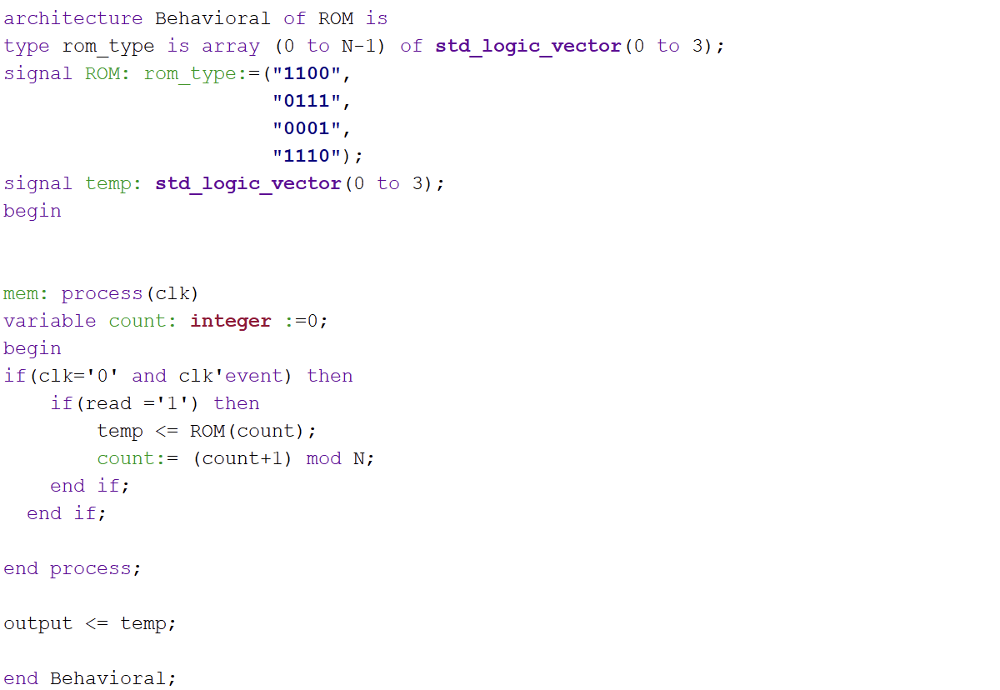 architecture Behavioral of ROM is
type rom_type is array (0 to N-1) of std_logic_vector(0 to 3);
signal ROM: rom_type:=("1100",
"0111",
"0001",
"1110");
signal temp: std_logic_vector(0 to 3);
begin
mem: process(clk)
variable count: integer :=0;
begin
if(clk='0' and clk'event) then
if(read ='1') then
temp <= ROM(count);
count:= (count+1) mod N;
end if;
end if;
end process;
output <= temp;
end Behavioral;